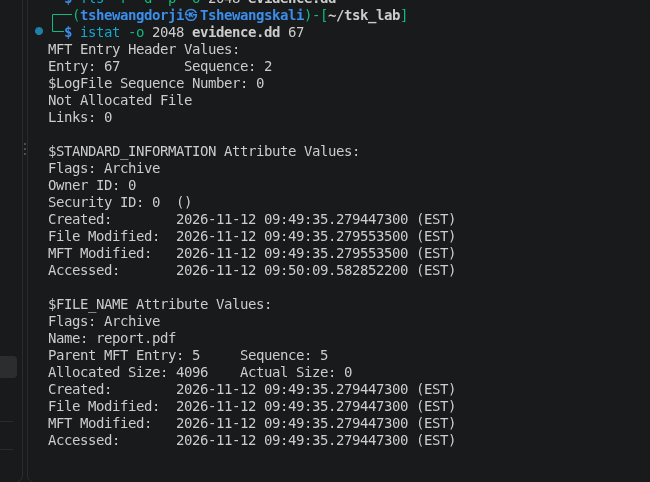 ┌──(tshewangdorji㉿Tshewangskali)-[~/tsk_lab]
└─$ istat -o 2048 evidence.dd 67
MFT Entry Header Values:
Entry: 67        Sequence: 2
$LogFile Sequence Number: 0
Not Allocated File
Links: 0

$STANDARD_INFORMATION Attribute Values:
Flags: Archive
Owner ID: 0
Security ID: 0  ()
Created:        2026-11-12 09:49:35.279447300 (EST)
File Modified:  2026-11-12 09:49:35.279553500 (EST)
MFT Modified:   2026-11-12 09:49:35.279553500 (EST)
Accessed:       2026-11-12 09:50:09.582852200 (EST)

$FILE_NAME Attribute Values:
Flags: Archive
Name: report.pdf
Parent MFT Entry: 5     Sequence: 5
Allocated Size: 4096    Actual Size: 0
Created:        2026-11-12 09:49:35.279447300 (EST)
File Modified:  2026-11-12 09:49:35.279447300 (EST)
MFT Modified:   2026-11-12 09:49:35.279447300 (EST)
Accessed:       2026-11-12 09:49:35.279447300 (EST)